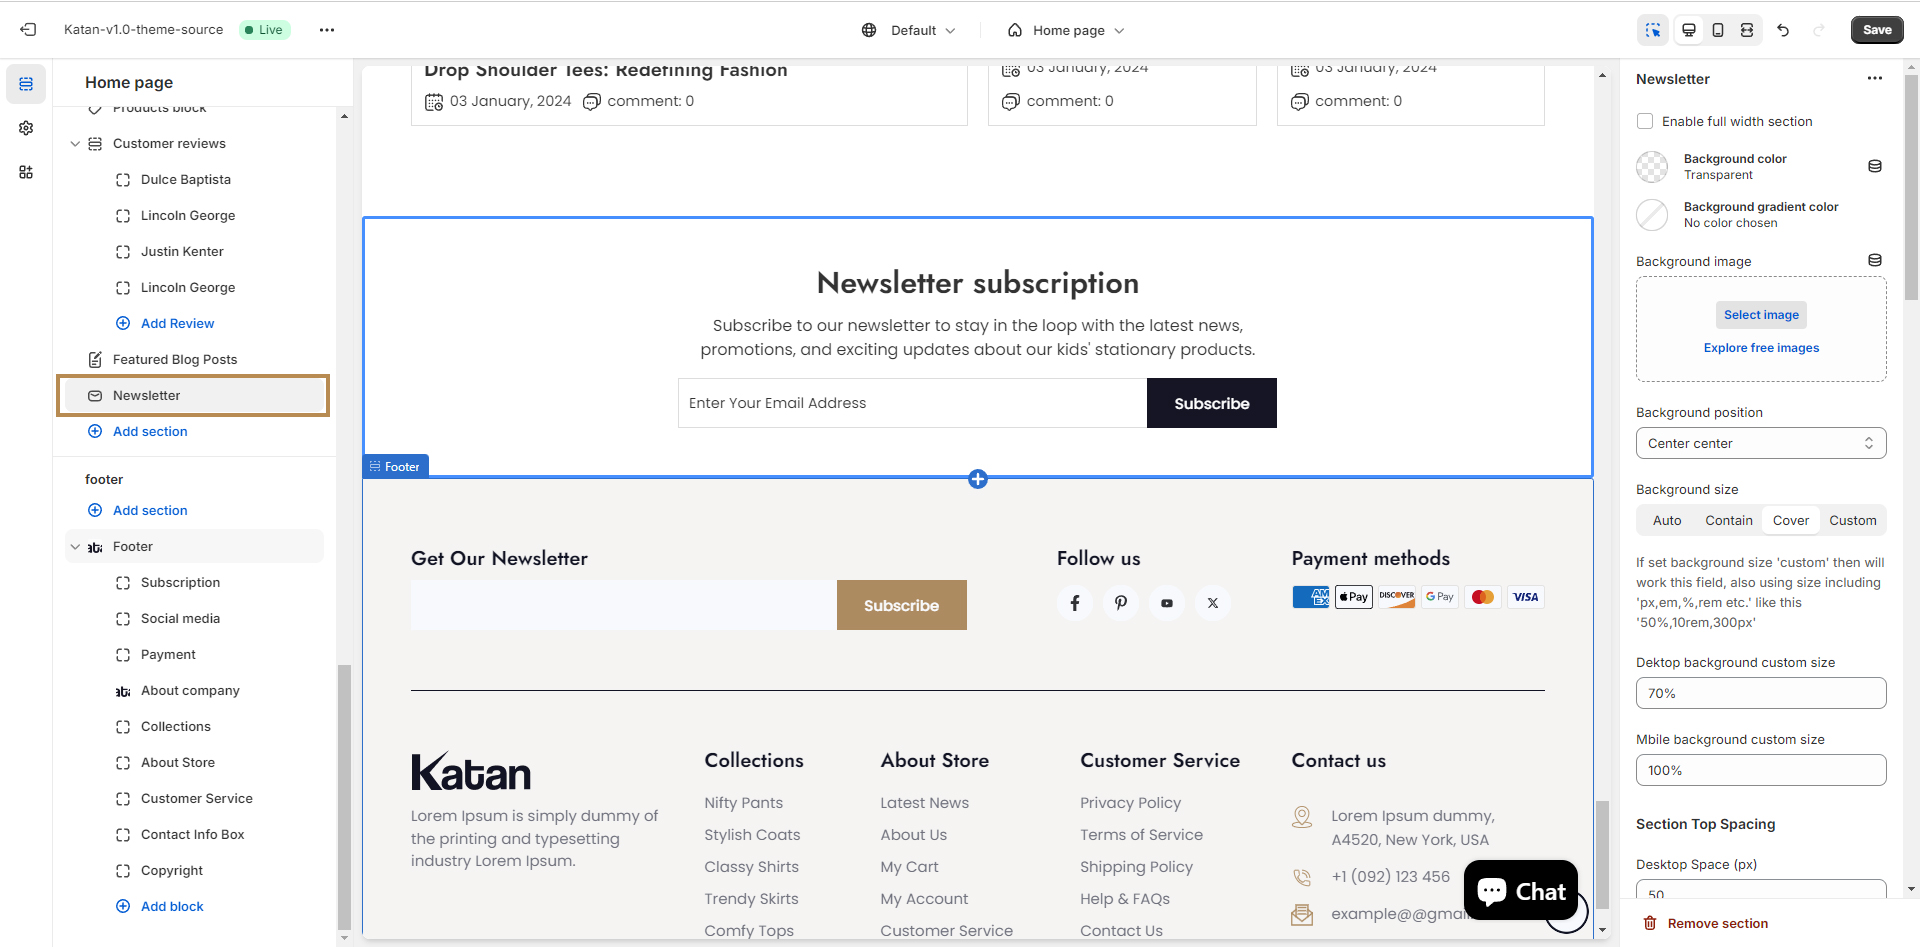 Katan-v1.0-theme-source
Live
Default
Home page
Save
Home page
Products block
Customer reviews
Dulce Baptista
Lincoln George
Justin Kenter
Lincoln George
Add Review
Featured Blog Posts
Newsletter
Add section
footer
Add section
Footer
Subscription
Social media
Payment
About company
Collections
About Store
Customer Service
Contact Info Box
Copyright
Add block
Drop Shoulder Tees: Redefining Fashion
03 January, 2024 comment: 0
03 January, 2024
comment: 0
03 January, 2024
comment: 0
Newsletter subscription
Subscribe to our newsletter to stay in the loop with the latest news,
promotions, and exciting updates about our kids' stationary products.
Enter Your Email Address
Subscribe
Footer
Get Our Newsletter
Subscribe
Follow us
Payment methods
AM
EX
Pay
DISCOVER
G Pay
VISA
Katan
Lorem Ipsum is simply dummy of
the printing and typesetting
industry Lorem Ipsum.
Collections
Nifty Pants
Stylish Coats
Classy Shirts
Trendy Skirts
Comfy Tops
About Store
Latest News
About Us
My Cart
My Account
Customer Service
Customer Service
Privacy Policy
Terms of Service
Shipping Policy
Help & FAQs
Contact Us
Contact us
Lorem Ipsum dummy,
A4520, New York, USA
+1 (092) 123 456
example@@gmai
Chat
Newsletter
Enable full width section
Background color
Transparent
Background gradient color
No color chosen
Background image
Select image
Explore free images
Background position
Center center
Background size
Auto Contain Cover Custom
If set background size 'custom' then will
work this field, also using size including
'px,em,%,rem etc.' like this
'50%,10rem,300px'
Dektop background custom size
70%
Mbile background custom size
100%
Section Top Spacing
Desktop Space (px)
50
Remove section